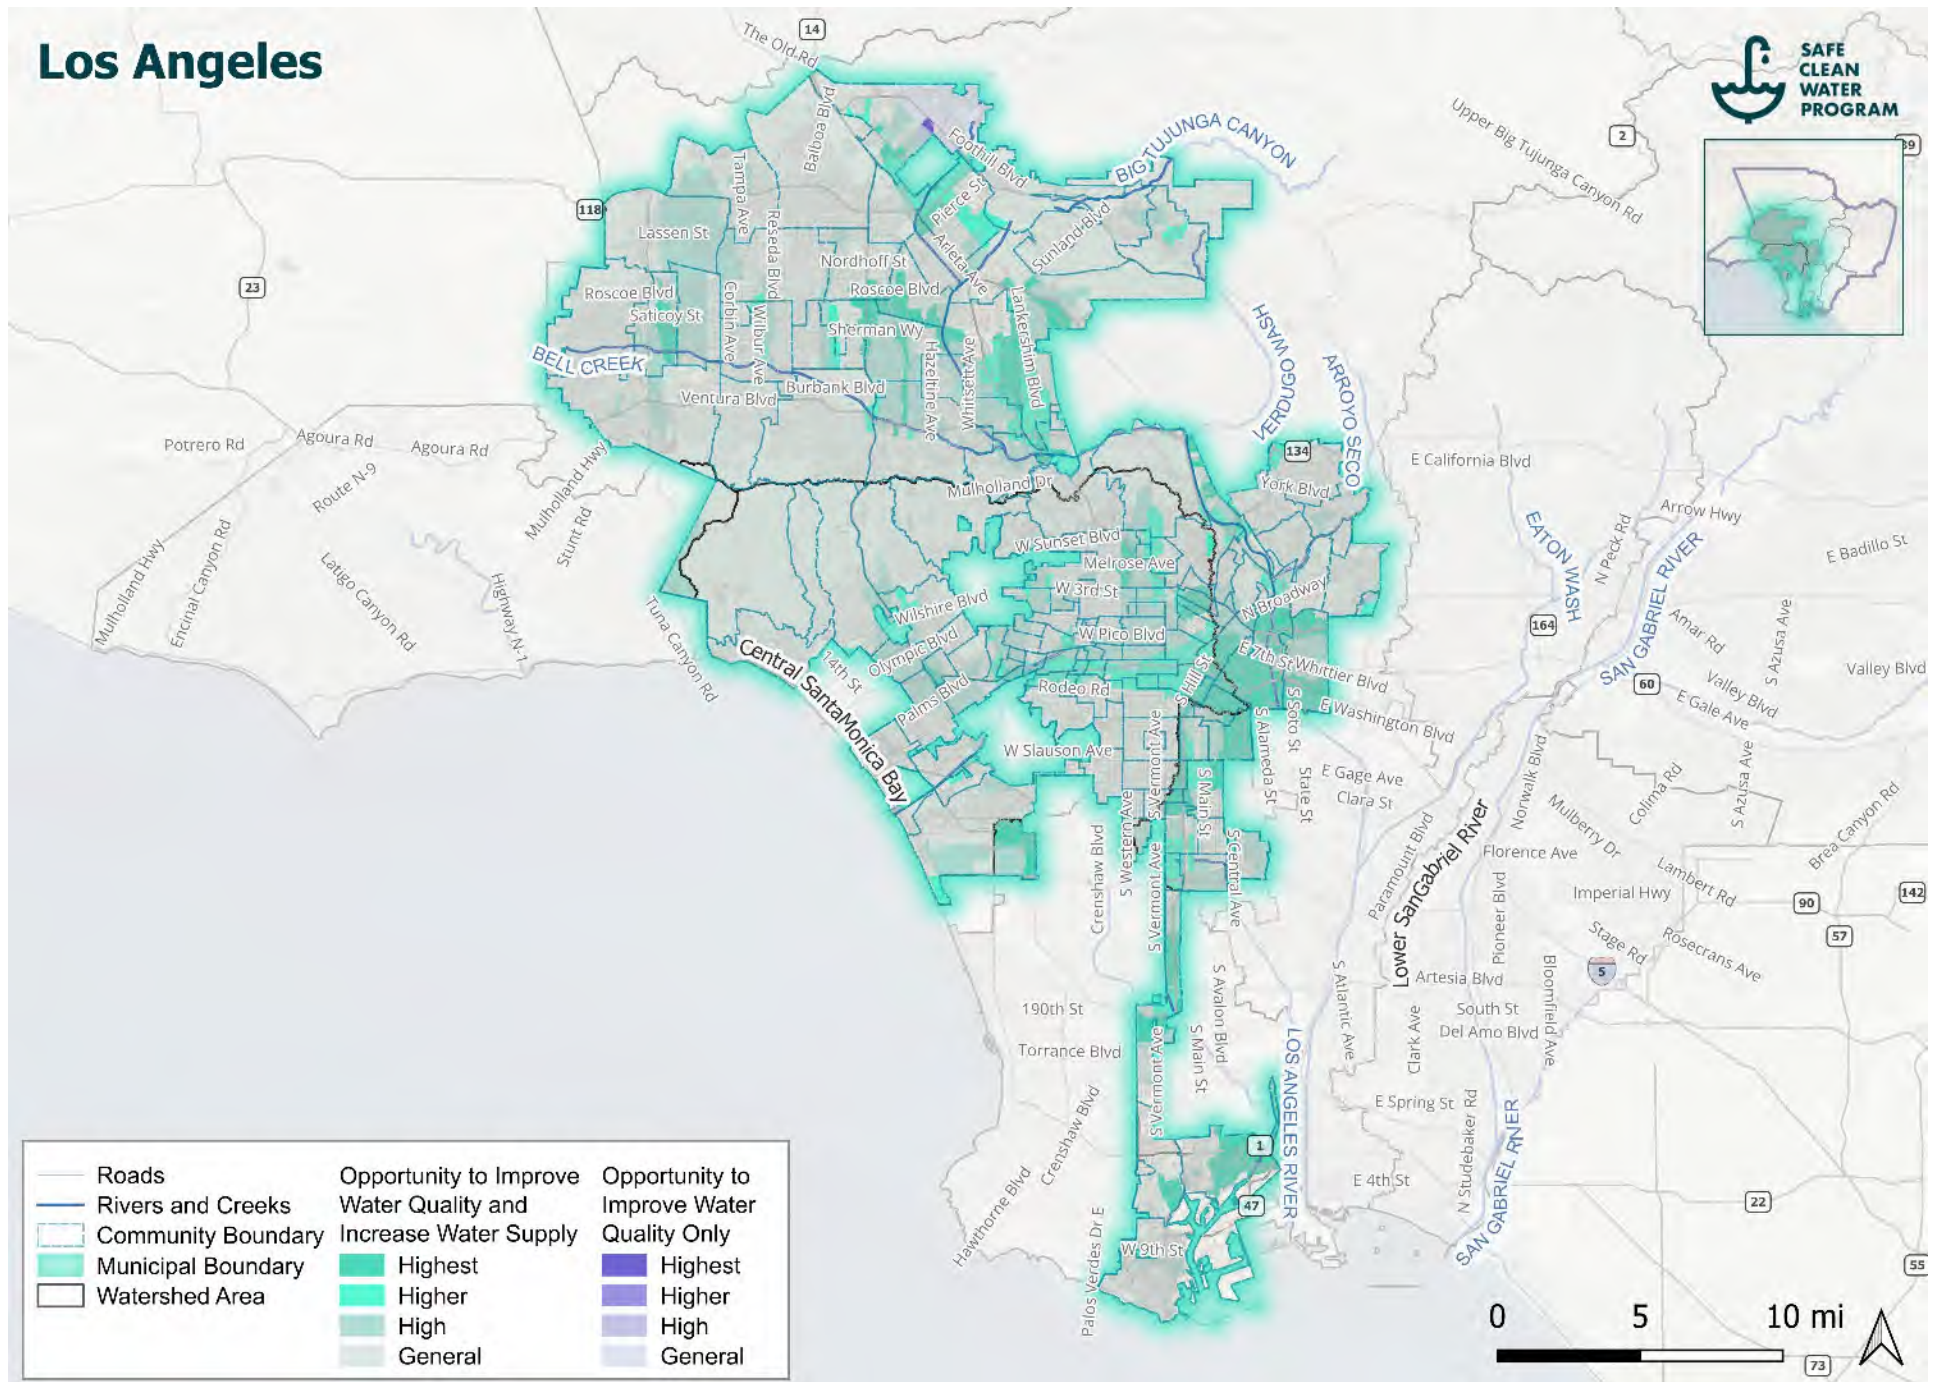 Los Angeles
SAFE
CLEAN
WATER
PROGRAM
14
The Old Rd
Balboa Blvd
Foothill Blvd
BIG TUJUNGA CANYON
Upper Big Tujunga Canyon Rd
2
39
118
Tampa Ave
Reseda Blvd
Pierce St
Arleta Ave
Sunland Blvd
Lassen St
Nordhoff St
23
Roscoe Blvd
Roscoe Blvd
Saticoy St
Corbin Ave
Wilbur Ave
Sherman Wy
Hazeltine Ave
Whitsett Ave
Lankershim Blvd
BELL CREEK
Burbank Blvd
Ventura Blvd
VERDUGO WASH
ARROYO SECO
134
York Blvd
E California Blvd
Potrero Rd
Agoura Rd
Agoura Rd
Route N-9
Mulholland Hwy
Stunt Rd
Mulholland Dr
Mulholland Hwy
Encinal Canyon Rd
Latigo Canyon Rd
Highway N-1
Tuna Canyon Rd
W Sunset Blvd
Melrose Ave
W 3rd St
Wilshire Blvd
N Broadway
Arrow Hwy
N Peck Rd
EATON WASH
SAN GABRIEL RIVER
E Badillo St
164
Amar Rd
S Azusa Ave
Valley Blvd
Valley Blvd
60
E Gale Ave
Olympic Blvd
W Pico Blvd
E 7th St
Whittier Blvd
14th St
Central SantaMonica Bay
Palms Blvd
Rodeo Rd
S Hill St
S Soto St
E Washington Blvd
S Alameda St
W Slauson Ave
S Vermont Ave
S Main St
State St
E Gage Ave
Clara St
Norwalk Blvd
Colima Rd
S Azusa Ave
Mulberry Dr
Brea Canyon Rd
Crenshaw Blvd
S Western Ave
S Vermont Ave
S Central Ave
Paramount Blvd
Lower SanGabriel River
Florence Ave
Lambert Rd
Imperial Hwy
90
142
57
Pioneer Blvd
Stage Rd
Rosecrans Ave
5
S Avalon Blvd
S Atlantic Ave
Artesia Blvd
Bloomfield Ave
190th St
South St
Del Amo Blvd
Torrance Blvd
S Vermont Ave
S Main St
Clark Ave
LOS ANGELES RIVER
Crenshaw Blvd
E Spring St
N Studebaker Rd
SAN GABRIEL RIVER
1
Hawthorne Blvd
E 4th St
47
22
Palos Verdes Dr E
W 9th St
55
73
0 5 10 mi
Roads
Rivers and Creeks
Community Boundary
Municipal Boundary
Watershed Area
Opportunity to Improve
Water Quality and
Increase Water Supply
Highest
Higher
High
General
Opportunity to
Improve Water
Quality Only
Highest
Higher
High
General